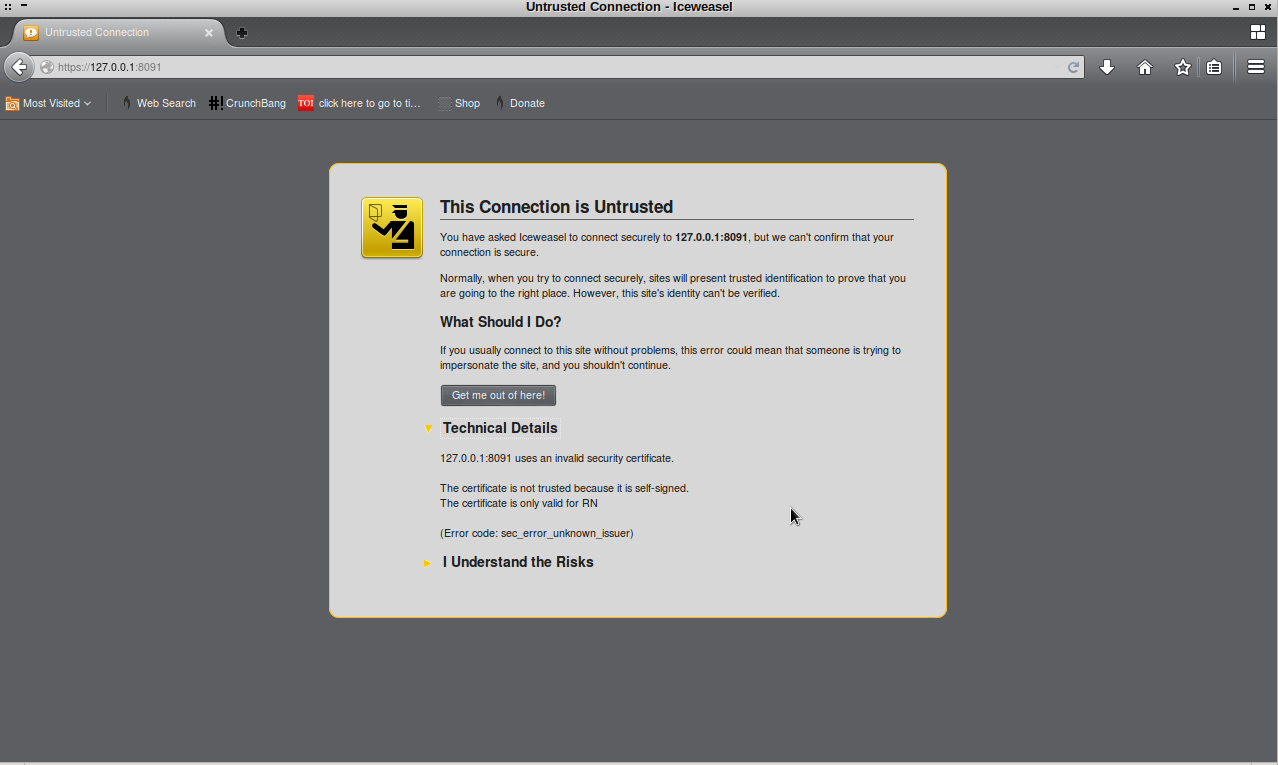 Untrusted Connection - Iceweasel
Untrusted Connection
https://127.0.0.1:8091
Most Visited
Web Search
#! CrunchBang
TOI click here to go to ti...
Shop
Donate
This Connection is Untrusted
You have asked Iceweasel to connect securely to 127.0.0.1:8091, but we can't confirm that your
connection is secure.
Normally, when you try to connect securely, sites will present trusted identification to prove that you
are going to the right place. However, this site's identity can't be verified.
What Should I Do?
If you usually connect to this site without problems, this error could mean that someone is trying to
impersonate the site, and you shouldn't continue.
Get me out of here!
Technical Details
127.0.0.1:8091 uses an invalid security certificate.
The certificate is not trusted because it is self-signed.
The certificate is only valid for RN
(Error code: sec_error_unknown_issuer)
I Understand the Risks